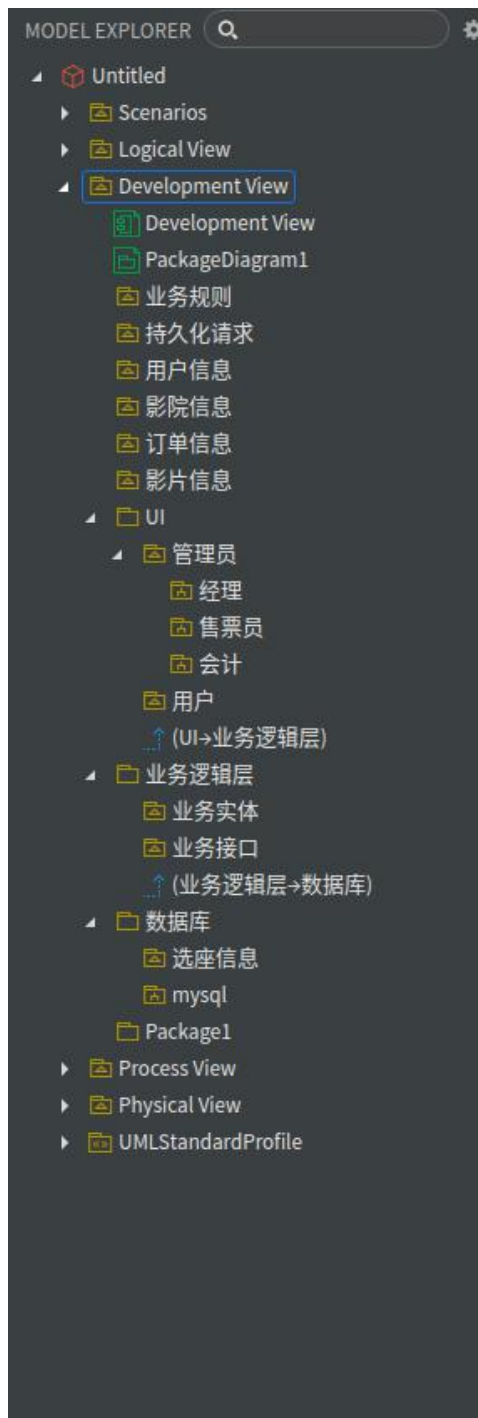 MODEL EXPLORER
Untitled
Scenarios
Logical View
Development View
Development View
PackageDiagram1
业务规则
持久化请求
用户信息
影院信息
订单信息
影片信息
UI
管理员
经理
售票员
会计
用户
(UI→业务逻辑层)
业务逻辑层
业务实体
业务接口
(业务逻辑层→数据库)
数据库
选座信息
mysql
Package1
Process View
Physical View
UMLStandardProfile